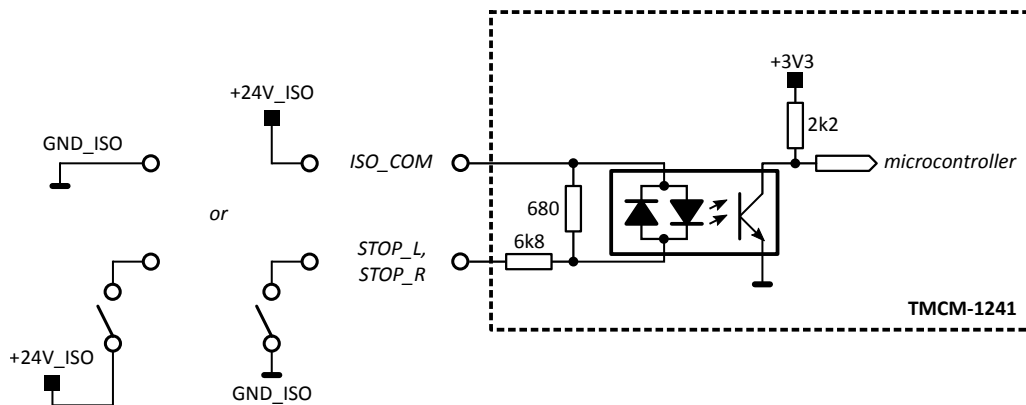 +3V3
+24V_ISO
2k2
GND_ISO
ISO_COM
microcontroller
or
680
STOP_L,
STOP_R
6k8
TMCM-1241
+24V_ISO
GND_ISO